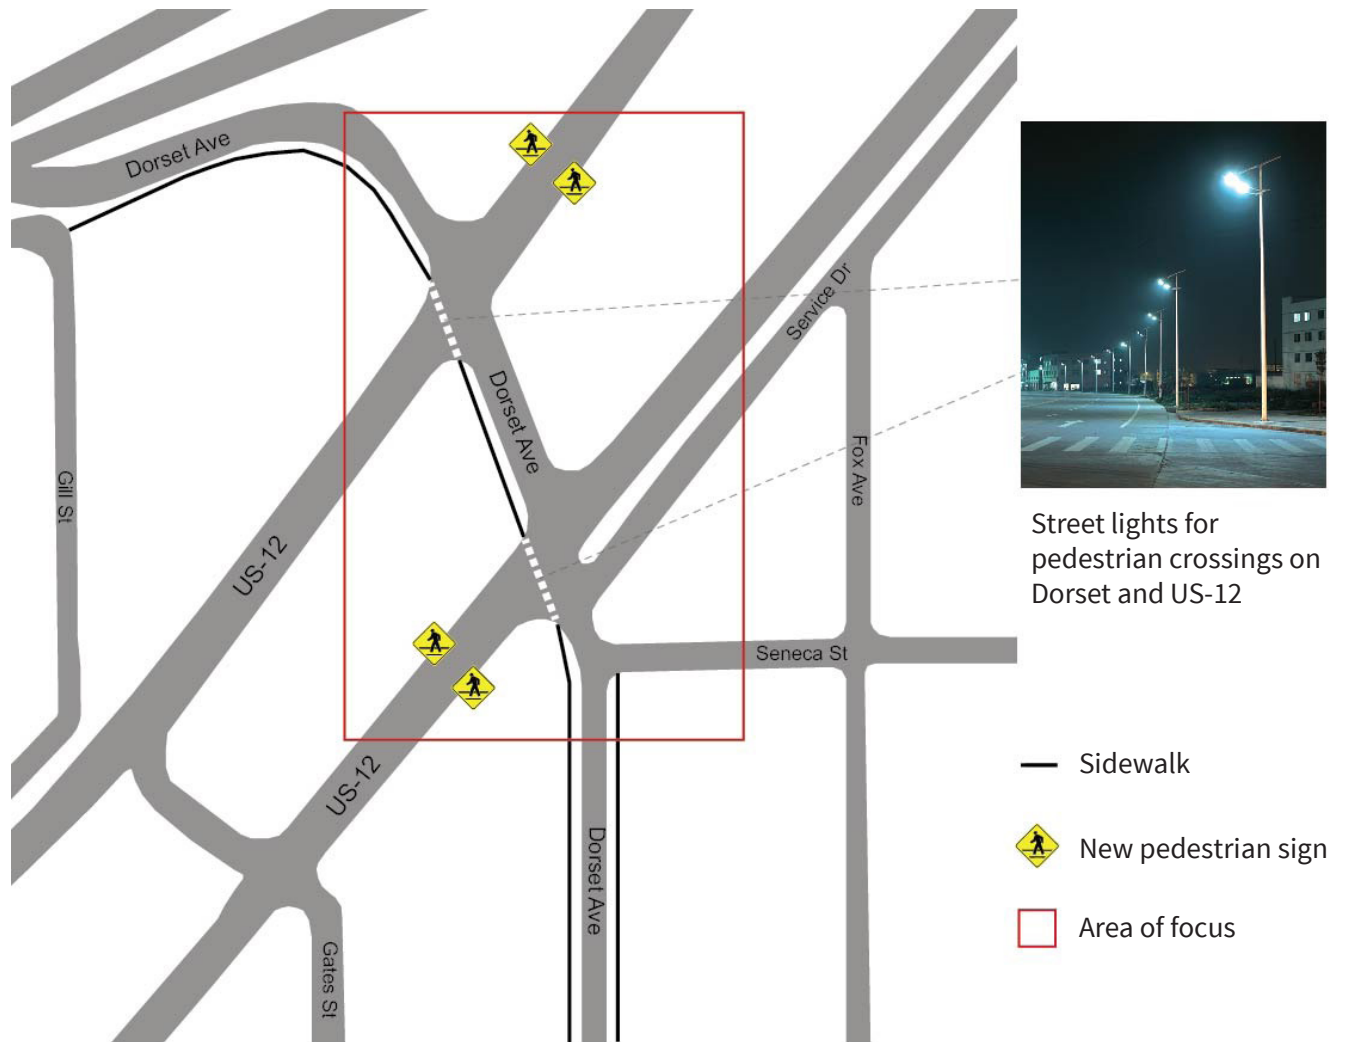 Dorset Ave
Service Dr
Dorset Ave
Fox Ave
Gill St
US-12
Seneca St
US-12
Dorset Ave
Gates St
Street lights for
pedestrian crossings on
Dorset and US-12
Sidewalk
New pedestrian sign
Area of focus